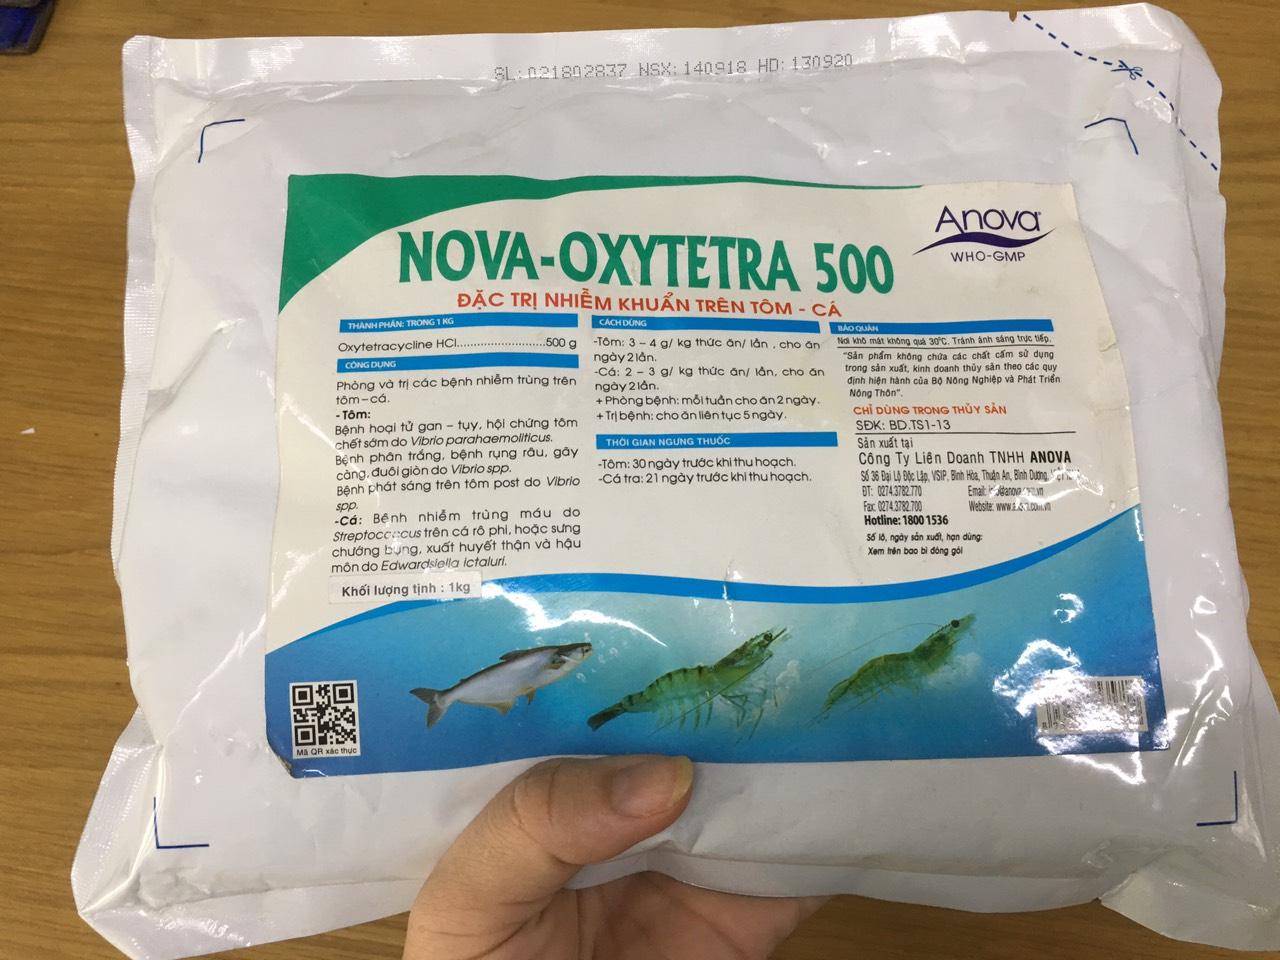 SL:021802837 NSX:140918 HD:130920
Anova
WHO-GMP
NOVA-OXYTETRA 500
ĐẶC TRỊ NHIỄM KHUẨN TRÊN TÔM - CÁ
THÀNH PHẦN: TRONG 1 KG
Oxytetracycline HCl..........................500 g
CÔNG DỤNG
Phòng và trị các bệnh nhiễm trùng trên
tôm – cá.
- Tôm:
Bệnh hoại tử gan – tụy, hội chứng tôm
chết sớm do Vibrio parahaemoliticus.
Bệnh phân trắng, bệnh rụng râu, gãy
càng, đuôi giòn do Vibrio spp.
Bệnh phát sáng trên tôm post do Vibrio
spp.
-Cá: Bệnh nhiễm trùng máu do
Streptococcus trên cá rô phi, hoặc sưng
chướng bụng, xuất huyết thận và hậu
môn do Edwardsiella ictaluri.
Khối lượng tịnh : 1kg
CÁCH DÙNG
-Tôm: 3 – 4 g/ kg thức ăn/ lần , cho ăn
ngày 2 lần.
-Cá: 2 – 3 g/ kg thức ăn/ lần, cho ăn
ngày 2 lần.
+ Phòng bệnh: mỗi tuần cho ăn 2 ngày.
+ Trị bệnh: cho ăn liên tục 5 ngày.
THỜI GIAN NGƯNG THUỐC
-Tôm: 30 ngày trước khi thu hoạch.
-Cá tra: 21 ngày trước khi thu hoạch.
BẢO QUẢN
Nơi khô mát không quá 30°C. Tránh ánh sáng trực tiếp.
"Sản phẩm không chứa các chất cấm sử dụng
trong sản xuất, kinh doanh thủy sản theo các quy
định hiện hành của Bộ Nông Nghiệp và Phát Triển
Nông Thôn".
CHỈ DÙNG TRONG THỦY SẢN
SĐK: BD.TS1-13
Sản xuất tại
Công Ty Liên Doanh TNHH ANOVA
Số 36 Đại Lộ Độc Lập, VSIP, Bình Hòa, Thuận An, Bình Dương,
ĐT: 0274.3782.770 Email:
Fax: 0274.3782.700 Website:
Hotline: 1800 1536
Số lô, ngày sản xuất, hạn dùng:
Xem trên bao bì đóng gói
Mã QR xác thực